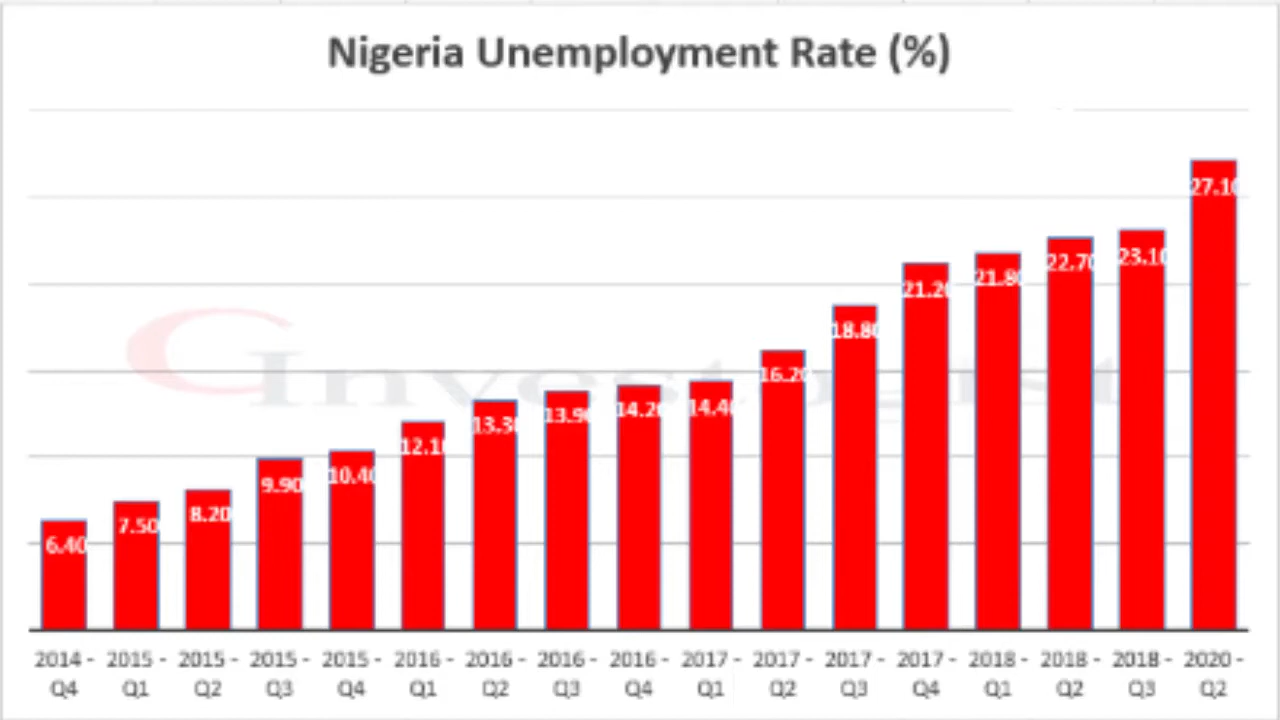 Nigeria Unemployment Rate (%)
27.10
23.10
22.70
21.80
21.20
18.80
16.20
14.40
14.20
13.90
13.30
12.10
10.40
9.90
8.20
7.50
6.40
Investogist
2014 - Q4
2015 - Q1
2015 - Q2
2015 - Q3
2015 - Q4
2016 - Q1
2016 - Q2
2016 - Q3
2016 - Q4
2017 - Q1
2017 - Q2
2017 - Q3
2017 - Q4
2018 - Q1
2018 - Q2
2018 - Q3
2020 - Q2